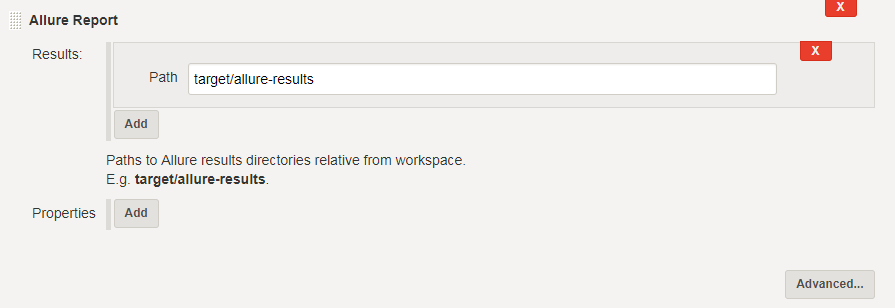 X
Allure Report
Results:
X
Path target/allure-results
Add
Paths to Allure results directories relative from workspace.
E.g. target/allure-results.
Properties Add
Advanced...